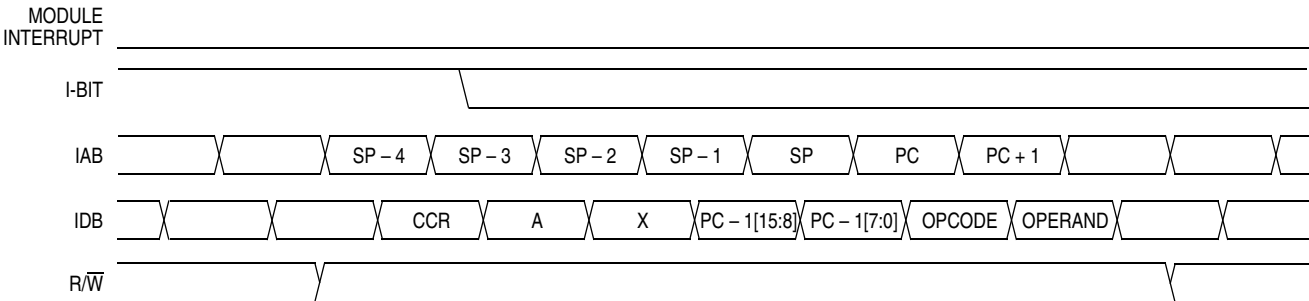 MODULE
INTERRUPT
I-BIT
IAB SP – 4 SP – 3 SP – 2 SP – 1 SP PC PC + 1
IDB CCR A X PC – 1[15:8] PC – 1[7:0] OPCODE OPERAND
R/W̅